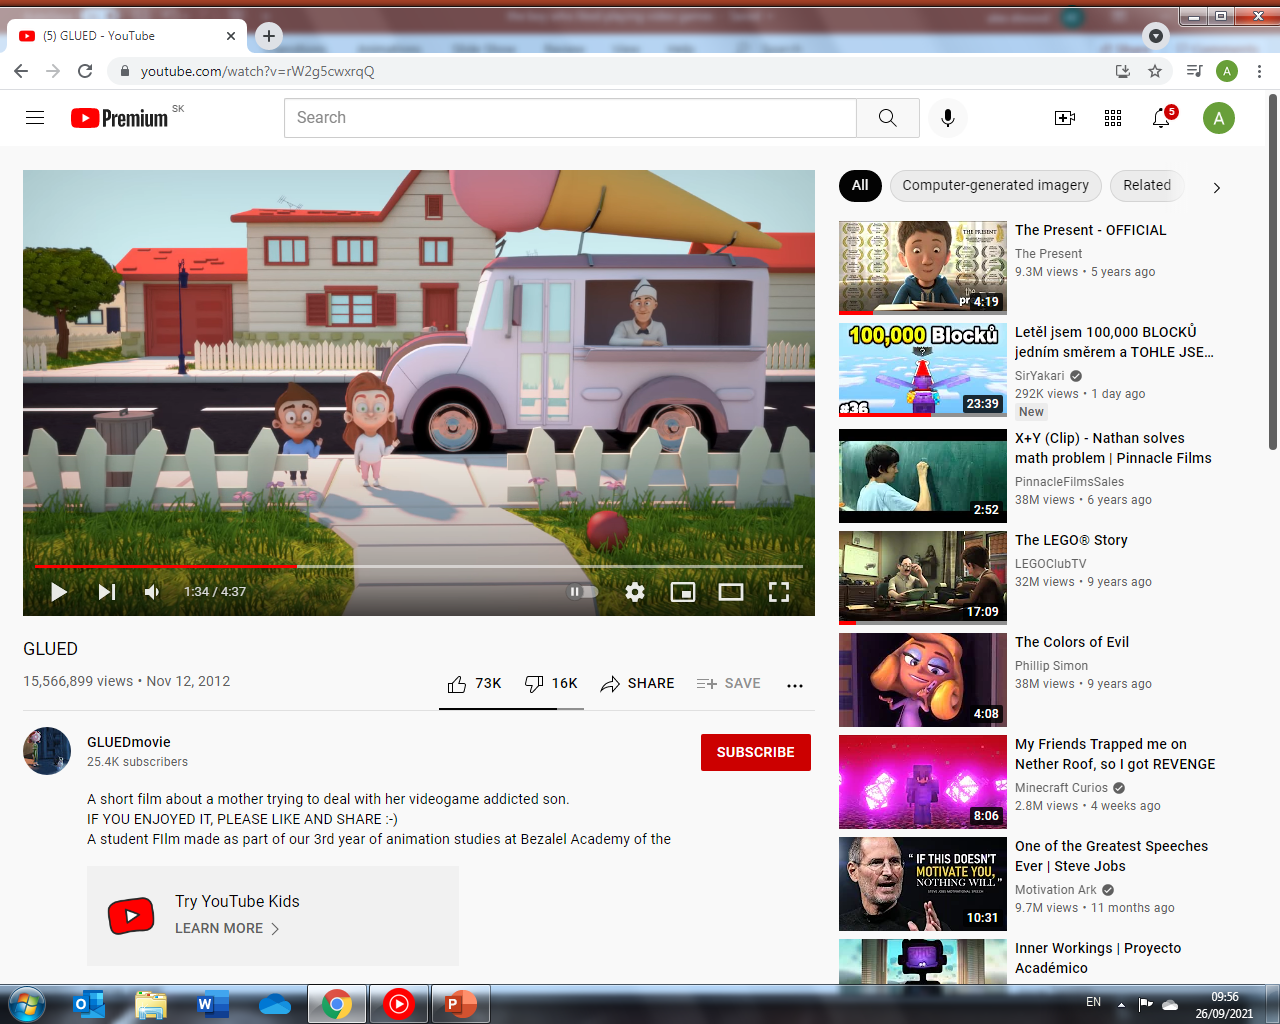 (5) GLUED - YouTube
youtube.com/watch?v=rW2g5cwxrqQ
A
Premium SK
Search
5
A
All
Computer-generated imagery
Related
1:34 / 4:37
GLUED
15,566,899 views • Nov 12, 2012
73K
16K
SHARE
SAVE
GLUEDmovie
25.4K subscribers
SUBSCRIBE
A short film about a mother trying to deal with her videogame addicted son.
IF YOU ENJOYED IT, PLEASE LIKE AND SHARE :-)
A student FIlm made as part of our 3rd year of animation studies at Bezalel Academy of the
Try YouTube Kids
LEARN MORE
THE PRESENT
4:19
The Present - OFFICIAL
The Present
9.3M views • 5 years ago
100,000 Blocků
#36
23:39
Letěl jsem 100,000 BLOCKŮ
jedním směrem a TOHLE JSE...
SirYakari
292K views • 1 day ago
New
2:52
X+Y (Clip) - Nathan solves
math problem | Pinnacle Films
PinnacleFilmsSales
38M views • 6 years ago
17:09
The LEGO® Story
LEGOClubTV
32M views • 9 years ago
4:08
The Colors of Evil
Phillip Simon
38M views • 9 years ago
8:06
My Friends Trapped me on
Nether Roof, so I got REVENGE
Minecraft Curios
2.8M views • 4 weeks ago
" IF THIS DOESN'T
MOTIVATE YOU,
NOTHING WILL "
STEVE JOBS MOTIVATIONAL SPEECH
10:31
One of the Greatest Speeches
Ever | Steve Jobs
Motivation Ark
9.7M views • 11 months ago
Inner Workings | Proyecto
Académico
EN
09:56
26/09/2021